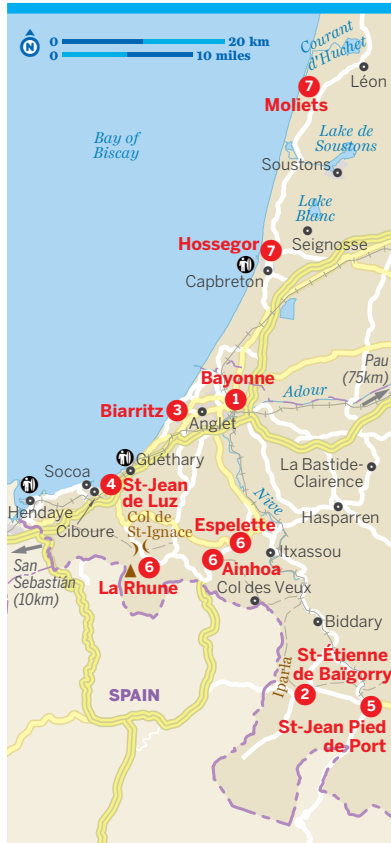 N
0 20 km
0 10 miles
Courant
d'Huchet
Léon
7
Moliets
Bay of
Biscay
Lake de
Soustons
Soustons
Lake
Blanc
Hossegor
7
Seignosse
Capbreton
Pau
(75km)
Bayonne
1
Adour
Biarritz
3
Anglet
Guéthary
Socoa
4
St-Jean
de Luz
Hendaye
Ciboure
La Bastide-
Clairence
Nive
Hasparren
Col de
St-Ignace
Espelette
6
Itxassou
San
Sebastián
(10km)
6
La Rhune
6
Ainhoa
Col des Veux
Biddary
St-Étienne
de Baïgorry
Iparla
2
SPAIN
5
St-Jean Pied
de Port